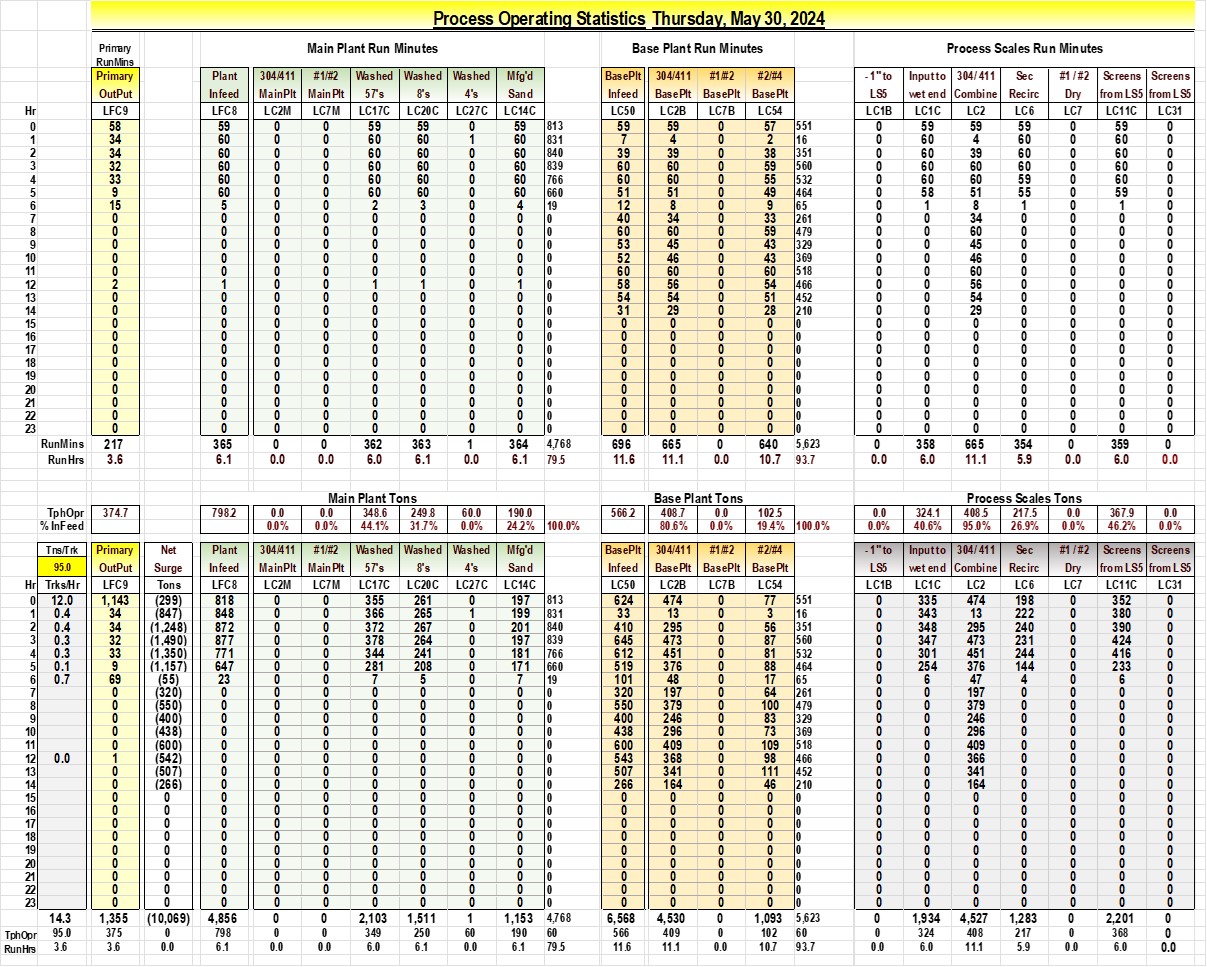 Process Operating Statistics Thursday, May 30, 2024
Primary Main Plant Run Minutes Base Plant Run Minutes Process Scales Run Minutes
RunMins
Primary Plant 304/411 #1/#2 Washed Washed Washed Mfg'd BasePlt 304/411 #1/#2 #2/#4 - 1" to Input to 304/ 411 Sec #1 / #2 Screens Screens
OutPut Infeed MainPlt MainPlt 57's 8's 4's Sand Infeed BasePlt BasePlt BasePlt LS5 wet end Combine Recirc Dry from LS5 from LS5
Hr LFC9 LFC8 LC2M LC7M LC17C LC20C LC27C LC14C LC50 LC2B LC7B LC54 LC1B LC1C LC2 LC6 LC7 LC11C LC31
0 58 59 0 0 59 59 0 59 813 59 59 0 57 551 0 59 59 59 0 59 0
1 34 60 0 0 60 60 1 60 831 7 4 0 2 16 0 60 4 60 0 60 0
2 34 60 0 0 60 60 0 60 840 39 39 0 38 351 0 60 39 60 0 60 0
3 32 60 0 0 60 60 0 60 839 60 60 0 59 560 0 60 60 60 0 60 0
4 33 60 0 0 60 60 0 60 766 60 60 0 55 532 0 60 60 59 0 60 0
5 9 60 0 0 60 60 0 60 660 51 51 0 49 464 0 58 51 55 0 59 0
6 15 5 0 0 2 3 0 4 19 12 8 0 9 65 0 1 8 1 0 1 0
7 0 0 0 0 0 0 0 0 0 40 34 0 33 261 0 0 34 0 0 0 0
8 0 0 0 0 0 0 0 0 0 60 60 0 59 479 0 0 60 0 0 0 0
9 0 0 0 0 0 0 0 0 0 53 45 0 43 329 0 0 45 0 0 0 0
10 0 0 0 0 0 0 0 0 0 52 46 0 43 369 0 0 46 0 0 0 0
11 0 0 0 0 0 0 0 0 0 60 60 0 60 518 0 0 60 0 0 0 0
12 2 1 0 0 1 1 0 1 0 58 56 0 54 466 0 0 56 0 0 0 0
13 0 0 0 0 0 0 0 0 0 54 54 0 51 452 0 0 54 0 0 0 0
14 0 0 0 0 0 0 0 0 0 31 29 0 28 210 0 0 29 0 0 0 0
15 0 0 0 0 0 0 0 0 0 0 0 0 0 0 0 0 0 0 0 0 0
16 0 0 0 0 0 0 0 0 0 0 0 0 0 0 0 0 0 0 0 0 0
17 0 0 0 0 0 0 0 0 0 0 0 0 0 0 0 0 0 0 0 0 0
18 0 0 0 0 0 0 0 0 0 0 0 0 0 0 0 0 0 0 0 0 0
19 0 0 0 0 0 0 0 0 0 0 0 0 0 0 0 0 0 0 0 0 0
20 0 0 0 0 0 0 0 0 0 0 0 0 0 0 0 0 0 0 0 0 0
21 0 0 0 0 0 0 0 0 0 0 0 0 0 0 0 0 0 0 0 0 0
22 0 0 0 0 0 0 0 0 0 0 0 0 0 0 0 0 0 0 0 0 0
23 0 0 0 0 0 0 0 0 0 0 0 0 0 0 0 0 0 0 0 0 0
RunMins 217 365 0 0 362 363 1 364 4,768 696 665 0 640 5,623 0 358 665 354 0 359 0
RunHrs 3.6 6.1 0.0 0.0 6.0 6.1 0.0 6.1 79.5 11.6 11.1 0.0 10.7 93.7 0.0 6.0 11.1 5.9 0.0 6.0 0.0
Main Plant Tons Base Plant Tons Process Scales Tons
TphOpr 374.7 798.2 0.0 0.0 348.6 249.8 60.0 190.0 566.2 408.7 0.0 102.5 0.0 324.1 408.5 217.5 0.0 367.9 0.0
% InFeed 0.0% 0.0% 44.1% 31.7% 0.0% 24.2% 100.0% 80.6% 0.0% 19.4% 100.0% 0.0% 40.6% 95.0% 26.9% 0.0% 46.2% 0.0%
Tns/Trk Primary Net Plant 304/411 #1/#2 Washed Washed Washed Mfg'd BasePlt 304/411 #1/#2 #2/#4 - 1" to Input to 304/ 411 Sec #1 / #2 Screens Screens
95.0 OutPut Surge Infeed MainPlt MainPlt 57's 8's 4's Sand Infeed BasePlt BasePlt BasePlt LS5 wet end Combine Recirc Dry from LS5 from LS5
Hr Trks/Hr LFC9 Tons LFC8 LC2M LC7M LC17C LC20C LC27C LC14C LC50 LC2B LC7B LC54 LC1B LC1C LC2 LC6 LC7 LC11C LC31
0 12.0 1,143 (299) 818 0 0 355 261 0 197 813 624 474 0 77 551 0 335 474 198 0 352 0
1 0.4 34 (847) 848 0 0 366 265 1 199 831 33 13 0 3 16 0 343 13 222 0 380 0
2 0.4 34 (1,248) 872 0 0 372 267 0 201 840 410 295 0 56 351 0 348 295 240 0 390 0
3 0.3 32 (1,490) 877 0 0 378 264 0 197 839 645 473 0 87 560 0 347 473 231 0 424 0
4 0.3 33 (1,350) 771 0 0 344 241 0 181 766 612 451 0 81 532 0 301 451 244 0 416 0
5 0.1 9 (1,157) 647 0 0 281 208 0 171 660 519 376 0 88 464 0 254 376 144 0 233 0
6 0.7 69 (55) 23 0 0 7 5 0 7 19 101 48 0 17 65 0 6 47 4 0 6 0
7 0 (320) 0 0 0 0 0 0 0 0 320 197 0 64 261 0 0 197 0 0 0 0
8 0 (550) 0 0 0 0 0 0 0 0 550 379 0 100 479 0 0 379 0 0 0 0
9 0 (400) 0 0 0 0 0 0 0 0 400 246 0 83 329 0 0 246 0 0 0 0
10 0 (438) 0 0 0 0 0 0 0 0 438 296 0 73 369 0 0 296 0 0 0 0
11 0 (600) 0 0 0 0 0 0 0 0 600 409 0 109 518 0 0 409 0 0 0 0
12 0.0 1 (542) 0 0 0 0 0 0 0 0 543 368 0 98 466 0 0 366 0 0 0 0
13 0 (507) 0 0 0 0 0 0 0 0 507 341 0 111 452 0 0 341 0 0 0 0
14 0 (266) 0 0 0 0 0 0 0 0 266 164 0 46 210 0 0 164 0 0 0 0
15 0 0 0 0 0 0 0 0 0 0 0 0 0 0 0 0 0 0 0 0 0 0
16 0 0 0 0 0 0 0 0 0 0 0 0 0 0 0 0 0 0 0 0 0 0
17 0 0 0 0 0 0 0 0 0 0 0 0 0 0 0 0 0 0 0 0 0 0
18 0 0 0 0 0 0 0 0 0 0 0 0 0 0 0 0 0 0 0 0 0 0
19 0 0 0 0 0 0 0 0 0 0 0 0 0 0 0 0 0 0 0 0 0 0
20 0 0 0 0 0 0 0 0 0 0 0 0 0 0 0 0 0 0 0 0 0 0
21 0 0 0 0 0 0 0 0 0 0 0 0 0 0 0 0 0 0 0 0 0 0
22 0 0 0 0 0 0 0 0 0 0 0 0 0 0 0 0 0 0 0 0 0 0
23 0 0 0 0 0 0 0 0 0 0 0 0 0 0 0 0 0 0 0 0 0 0
14.3 1,355 (10,069) 4,856 0 0 2,103 1,511 1 1,153 4,768 6,568 4,530 0 1,093 5,623 0 1,934 4,527 1,283 0 2,201 0
TphOpr 95.0 375 0 798 0 0 349 250 60 190 60 566 409 0 102 60 0 324 408 217 0 368 0
RunHrs 3.6 3.6 0.0 6.1 0.0 0.0 6.0 6.1 0.0 6.1 79.5 11.6 11.1 0.0 10.7 93.7 0.0 6.0 11.1 5.9 0.0 6.0 0.0